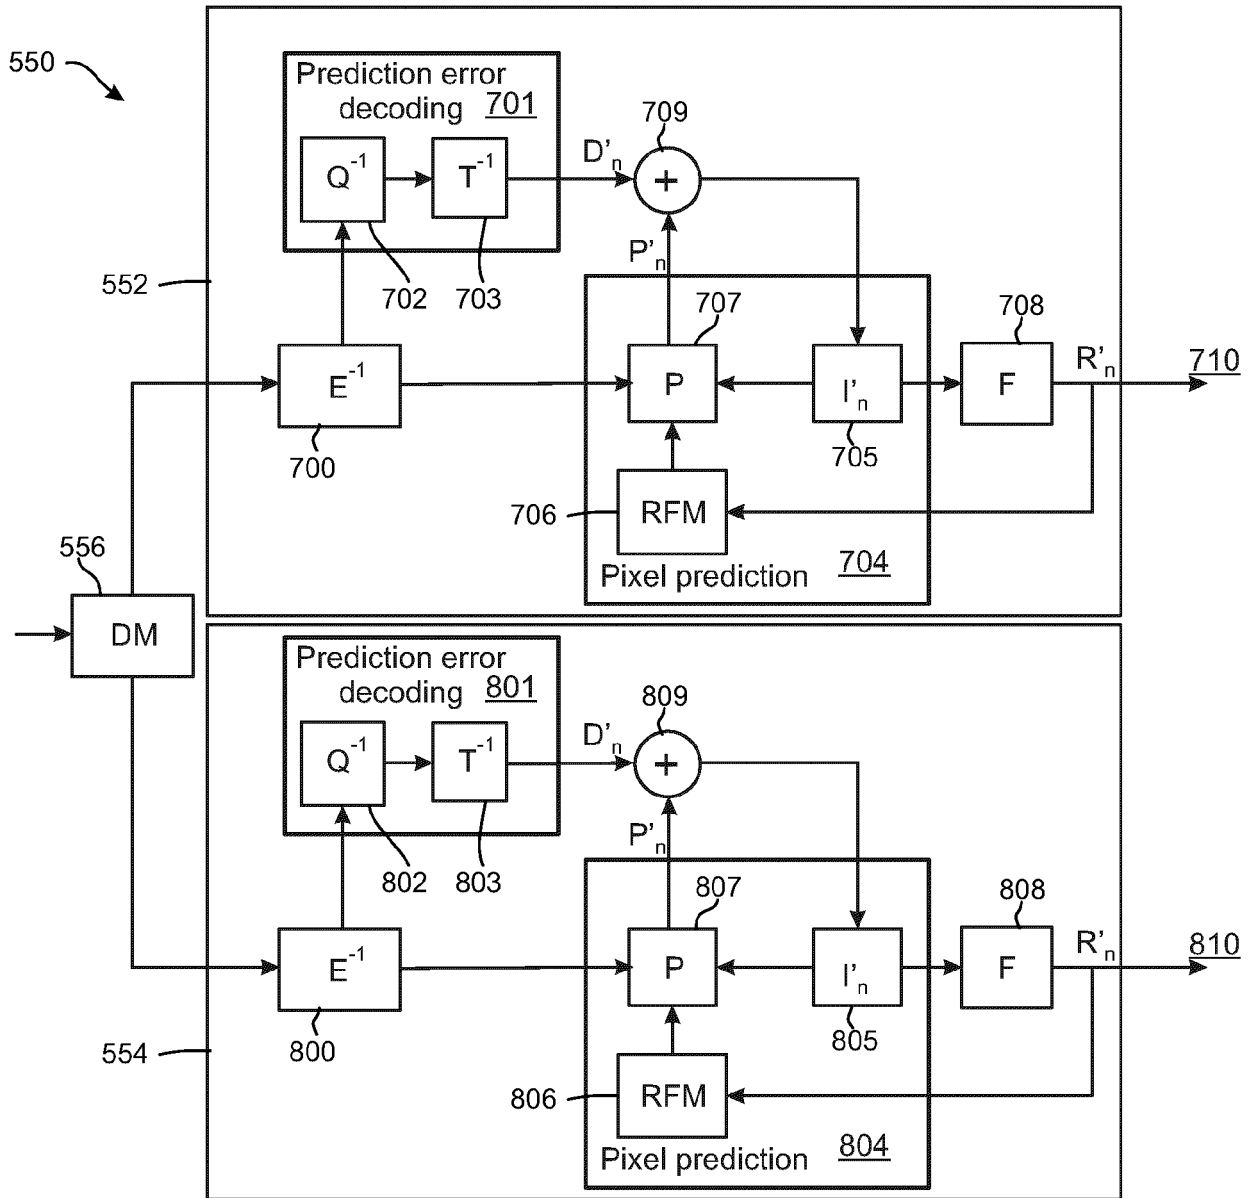 550
Prediction error
decoding 701
709
Q⁻¹
T⁻¹
D'ₙ
+
P'ₙ
552
702
703
707
708
E⁻¹
P
I'ₙ
F
R'ₙ
710
700
705
706
RFM
Pixel prediction 704
556
DM
Prediction error
decoding 801
809
Q⁻¹
T⁻¹
D'ₙ
+
P'ₙ
802
803
807
808
E⁻¹
P
I'ₙ
F
R'ₙ
810
800
805
554
806
RFM
Pixel prediction 804